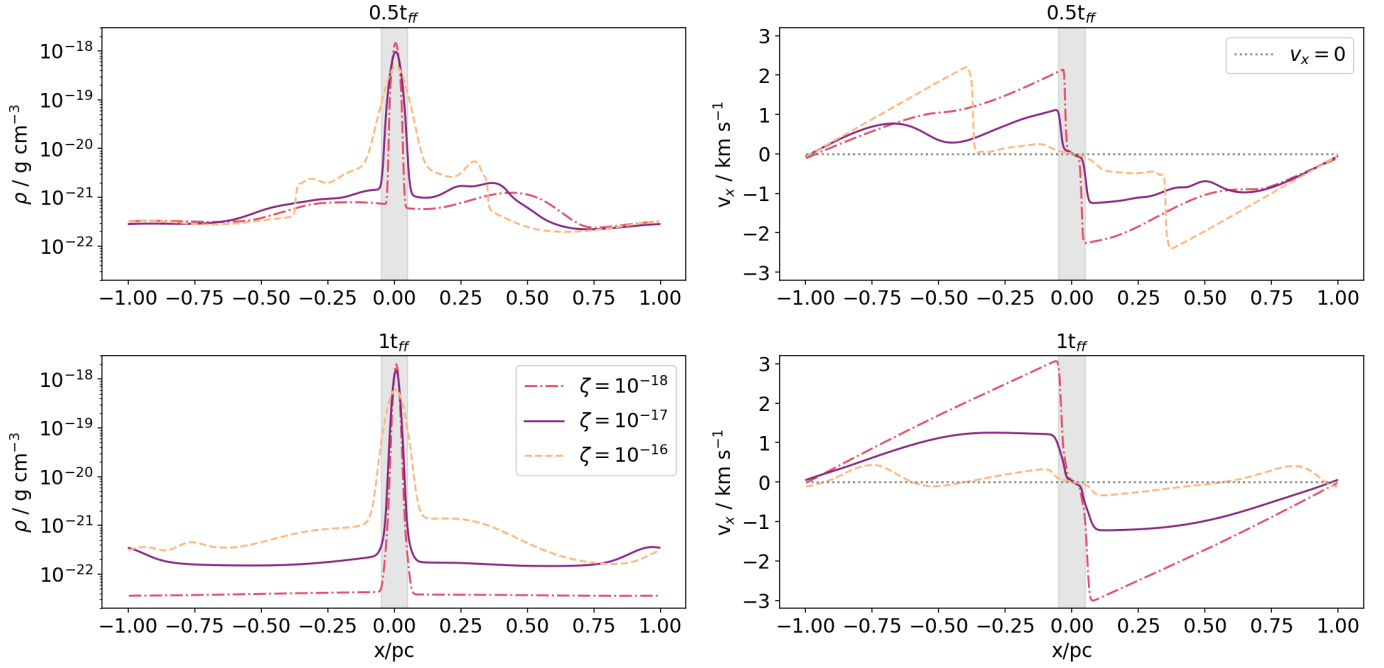 0.5t_ff
0.5t_ff
10⁻¹⁸
10⁻¹⁹
10⁻²⁰
10⁻²¹
10⁻²²
ρ / g cm⁻³
−1.00 −0.75 −0.50 −0.25 0.00 0.25 0.50 0.75 1.00
3
2
1
0
−1
−2
−3
vₓ / km s⁻¹
vₓ = 0
−1.00 −0.75 −0.50 −0.25 0.00 0.25 0.50 0.75 1.00
1t_ff
1t_ff
10⁻¹⁸
10⁻¹⁹
10⁻²⁰
10⁻²¹
10⁻²²
ρ / g cm⁻³
ζ = 10⁻¹⁸
ζ = 10⁻¹⁷
ζ = 10⁻¹⁶
−1.00 −0.75 −0.50 −0.25 0.00 0.25 0.50 0.75 1.00
x/pc
3
2
1
0
−1
−2
−3
vₓ / km s⁻¹
−1.00 −0.75 −0.50 −0.25 0.00 0.25 0.50 0.75 1.00
x/pc